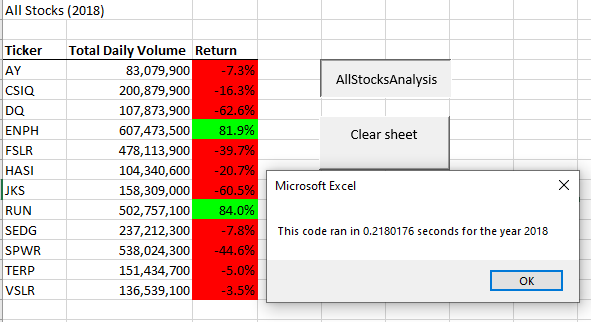 All Stocks (2018)
Ticker Total Daily Volume Return
AY 83,079,900 -7.3%
CSIQ 200,879,900 -16.3%
DQ 107,873,900 -62.6%
ENPH 607,473,500 81.9%
FSLR 478,113,900 -39.7%
HASI 104,340,600 -20.7%
JKS 158,309,000 -60.5%
RUN 502,757,100 84.0%
SEDG 237,212,300 -7.8%
SPWR 538,024,300 -44.6%
TERP 151,434,700 -5.0%
VSLR 136,539,100 -3.5%
AllStocksAnalysis
Clear sheet
Microsoft Excel
This code ran in 0.2180176 seconds for the year 2018
OK